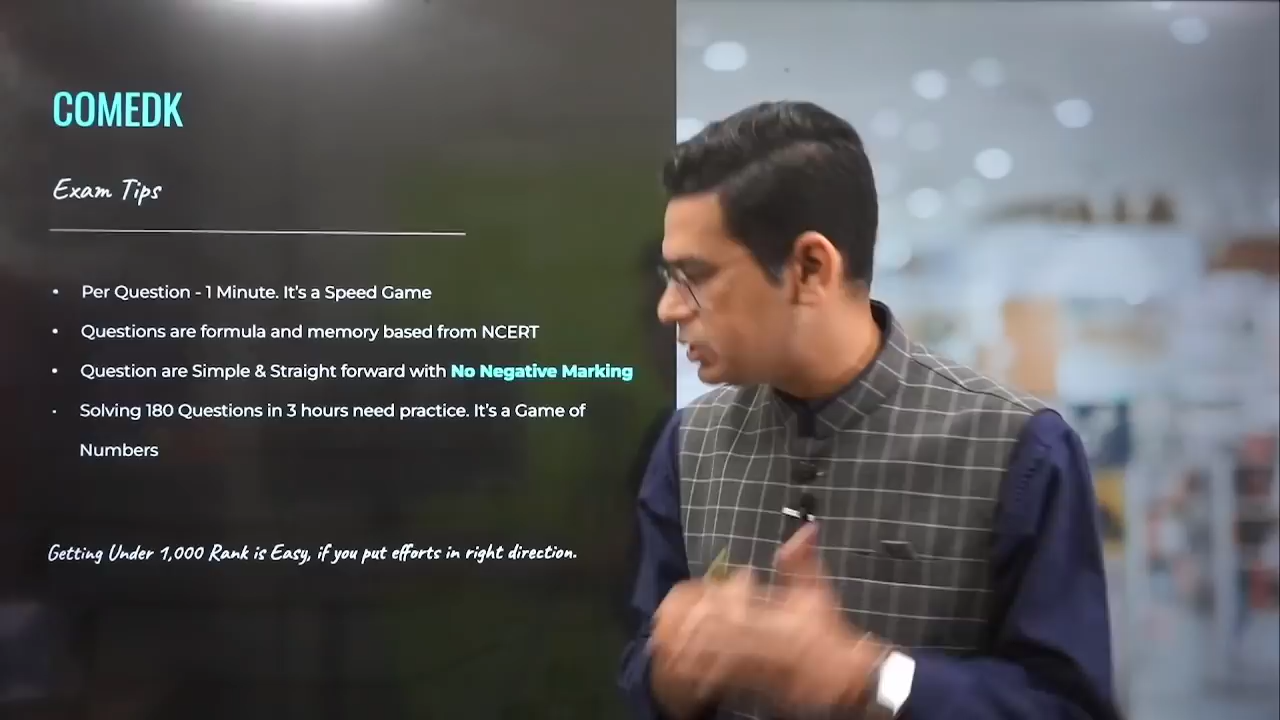 COMEDK
Exam Tips
• Per Question - 1 Minute. It's a Speed Game
• Questions are formula and memory based from NCERT
• Question are Simple & Straight forward with No Negative Marking
• Solving 180 Questions in 3 hours need practice. It's a Game of
Numbers
Getting Under 1,000 Rank is Easy, if you put efforts in right direction.